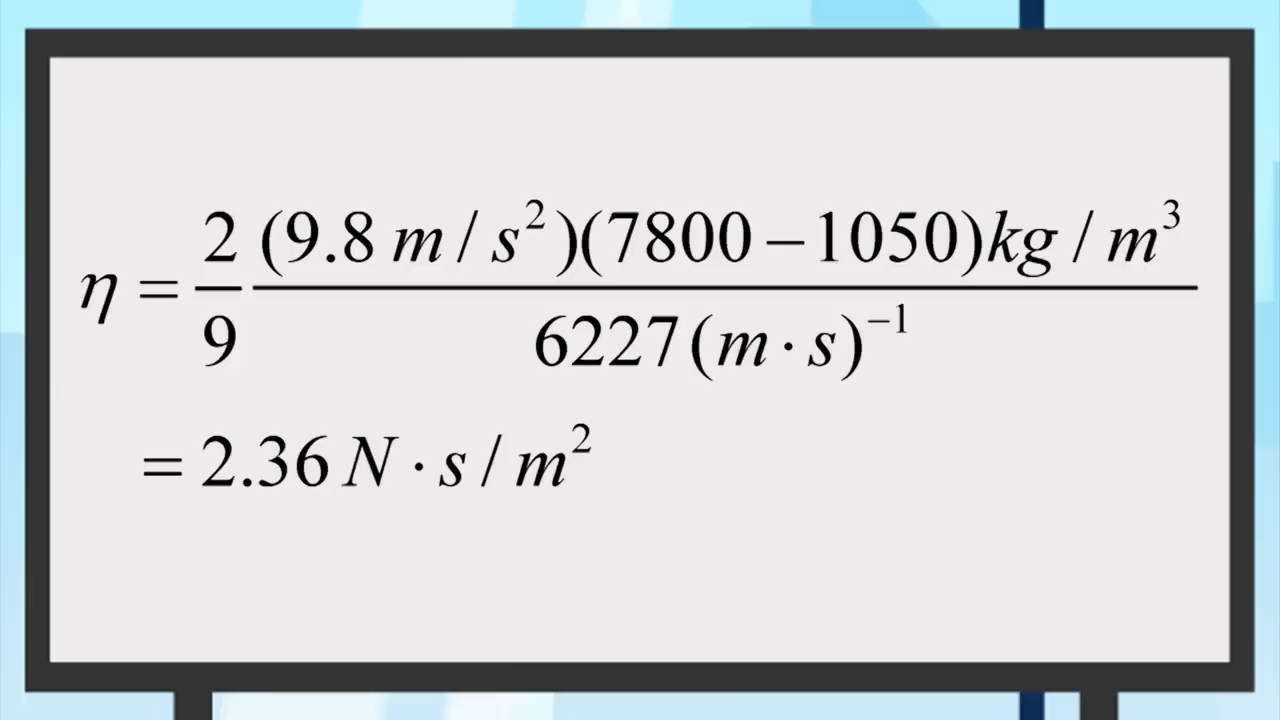 η = 2/9 (9.8 m / s²)(7800 – 1050)kg / m³ / 6227(m · s)⁻¹
= 2.36 N · s / m²